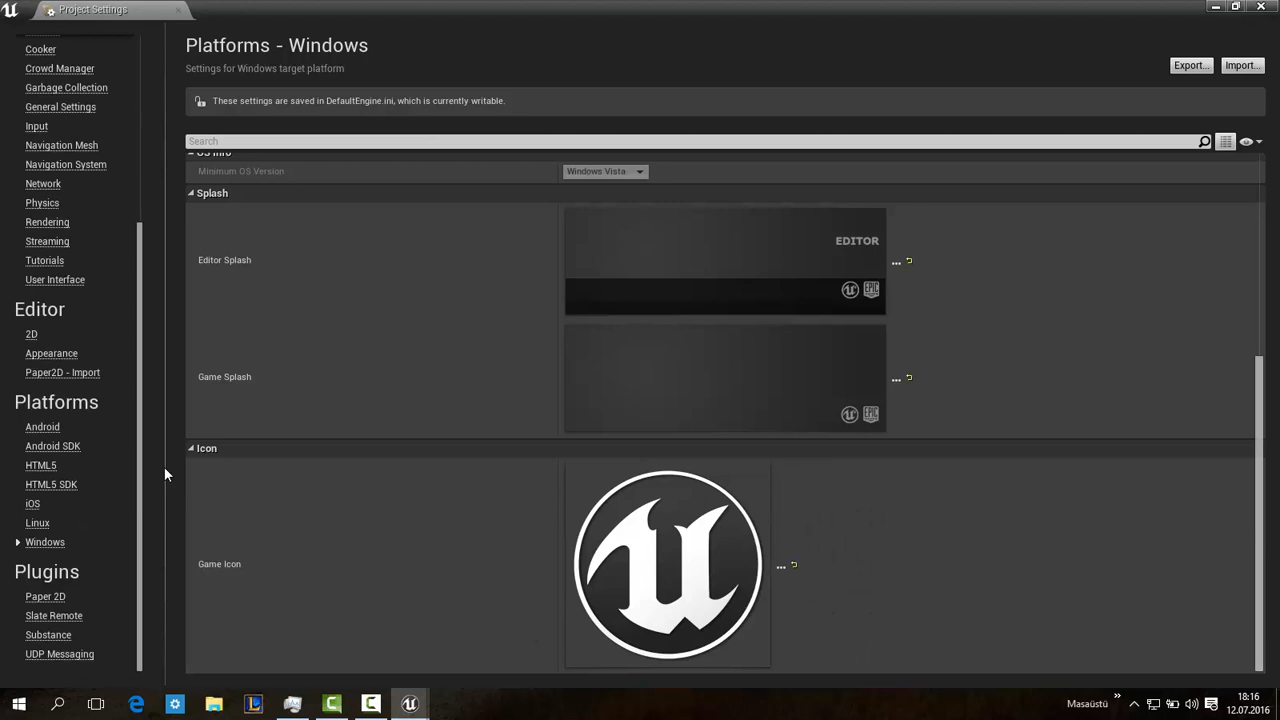 Project Settings
Cooker
Crowd Manager
Garbage Collection
General Settings
Input
Navigation Mesh
Navigation System
Network
Physics
Rendering
Streaming
Tutorials
User Interface
Editor
2D
Appearance
Paper2D - Import
Platforms
Android
Android SDK
HTML5
HTML5 SDK
iOS
Linux
Windows
Plugins
Paper 2D
Slate Remote
Substance
UDP Messaging
Platforms - Windows
Settings for Windows target platform
Export...
Import...
These settings are saved in DefaultEngine.ini, which is currently writable.
Search
OS Info
Minimum OS Version
Windows Vista
Splash
Editor Splash
EDITOR
EPIC
...
Game Splash
EPIC
...
Icon
Game Icon
...
Masaüstü
18:16
12.07.2016